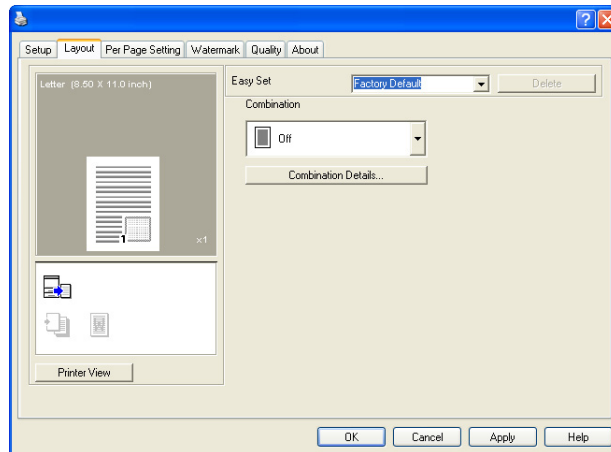 Setup Layout Per Page Setting Watermark Quality About
Letter (8.50 X 11.0 inch)
1
x1
Printer View
Easy Set Factory Default Delete
Combination
Off
Combination Details...
OK Cancel Apply Help